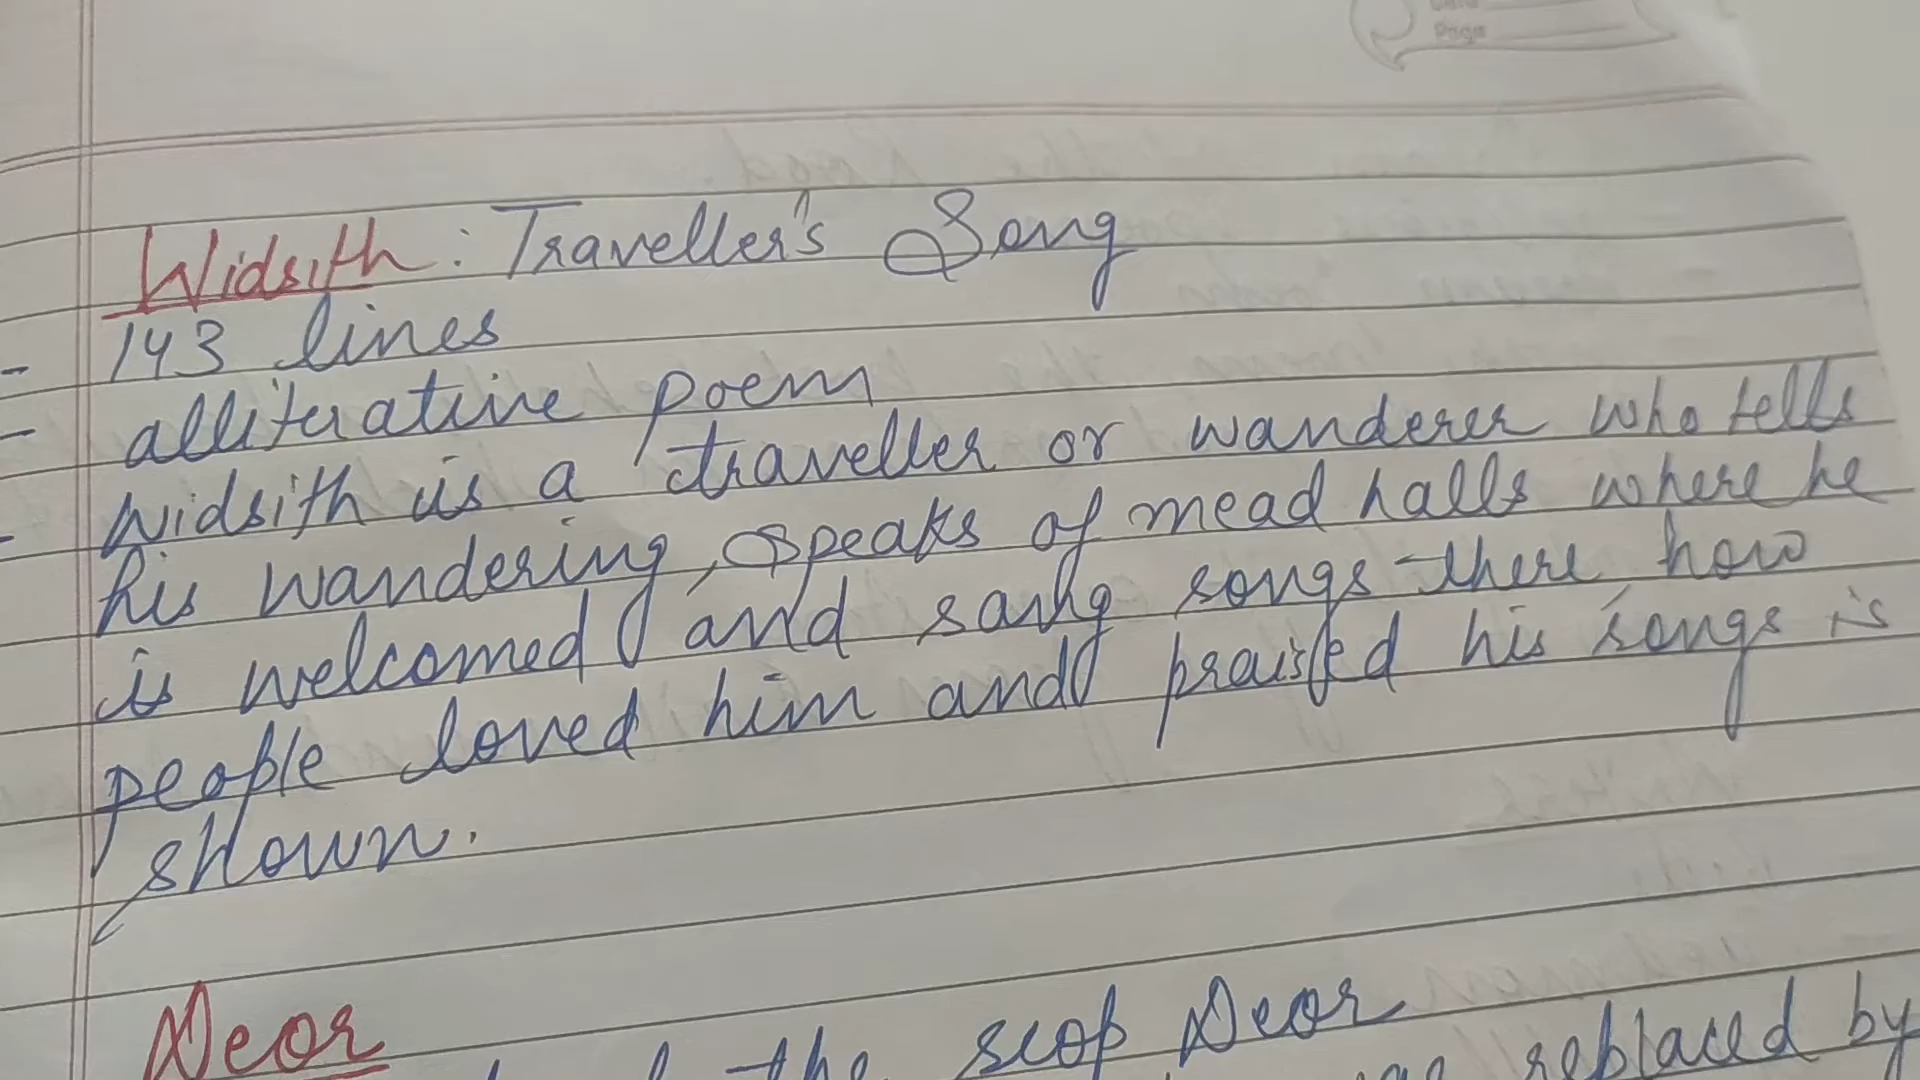 Page
Widsith : Traveller's Song
- 143 lines
- alliterative poem
- Widsith is a traveller or wanderer who tells
his wandering, speaks of mead halls where he
is welcomed and sang songs there, how
people loved him and praised his songs is
shown.
Deor
the scop Deor
replaced by